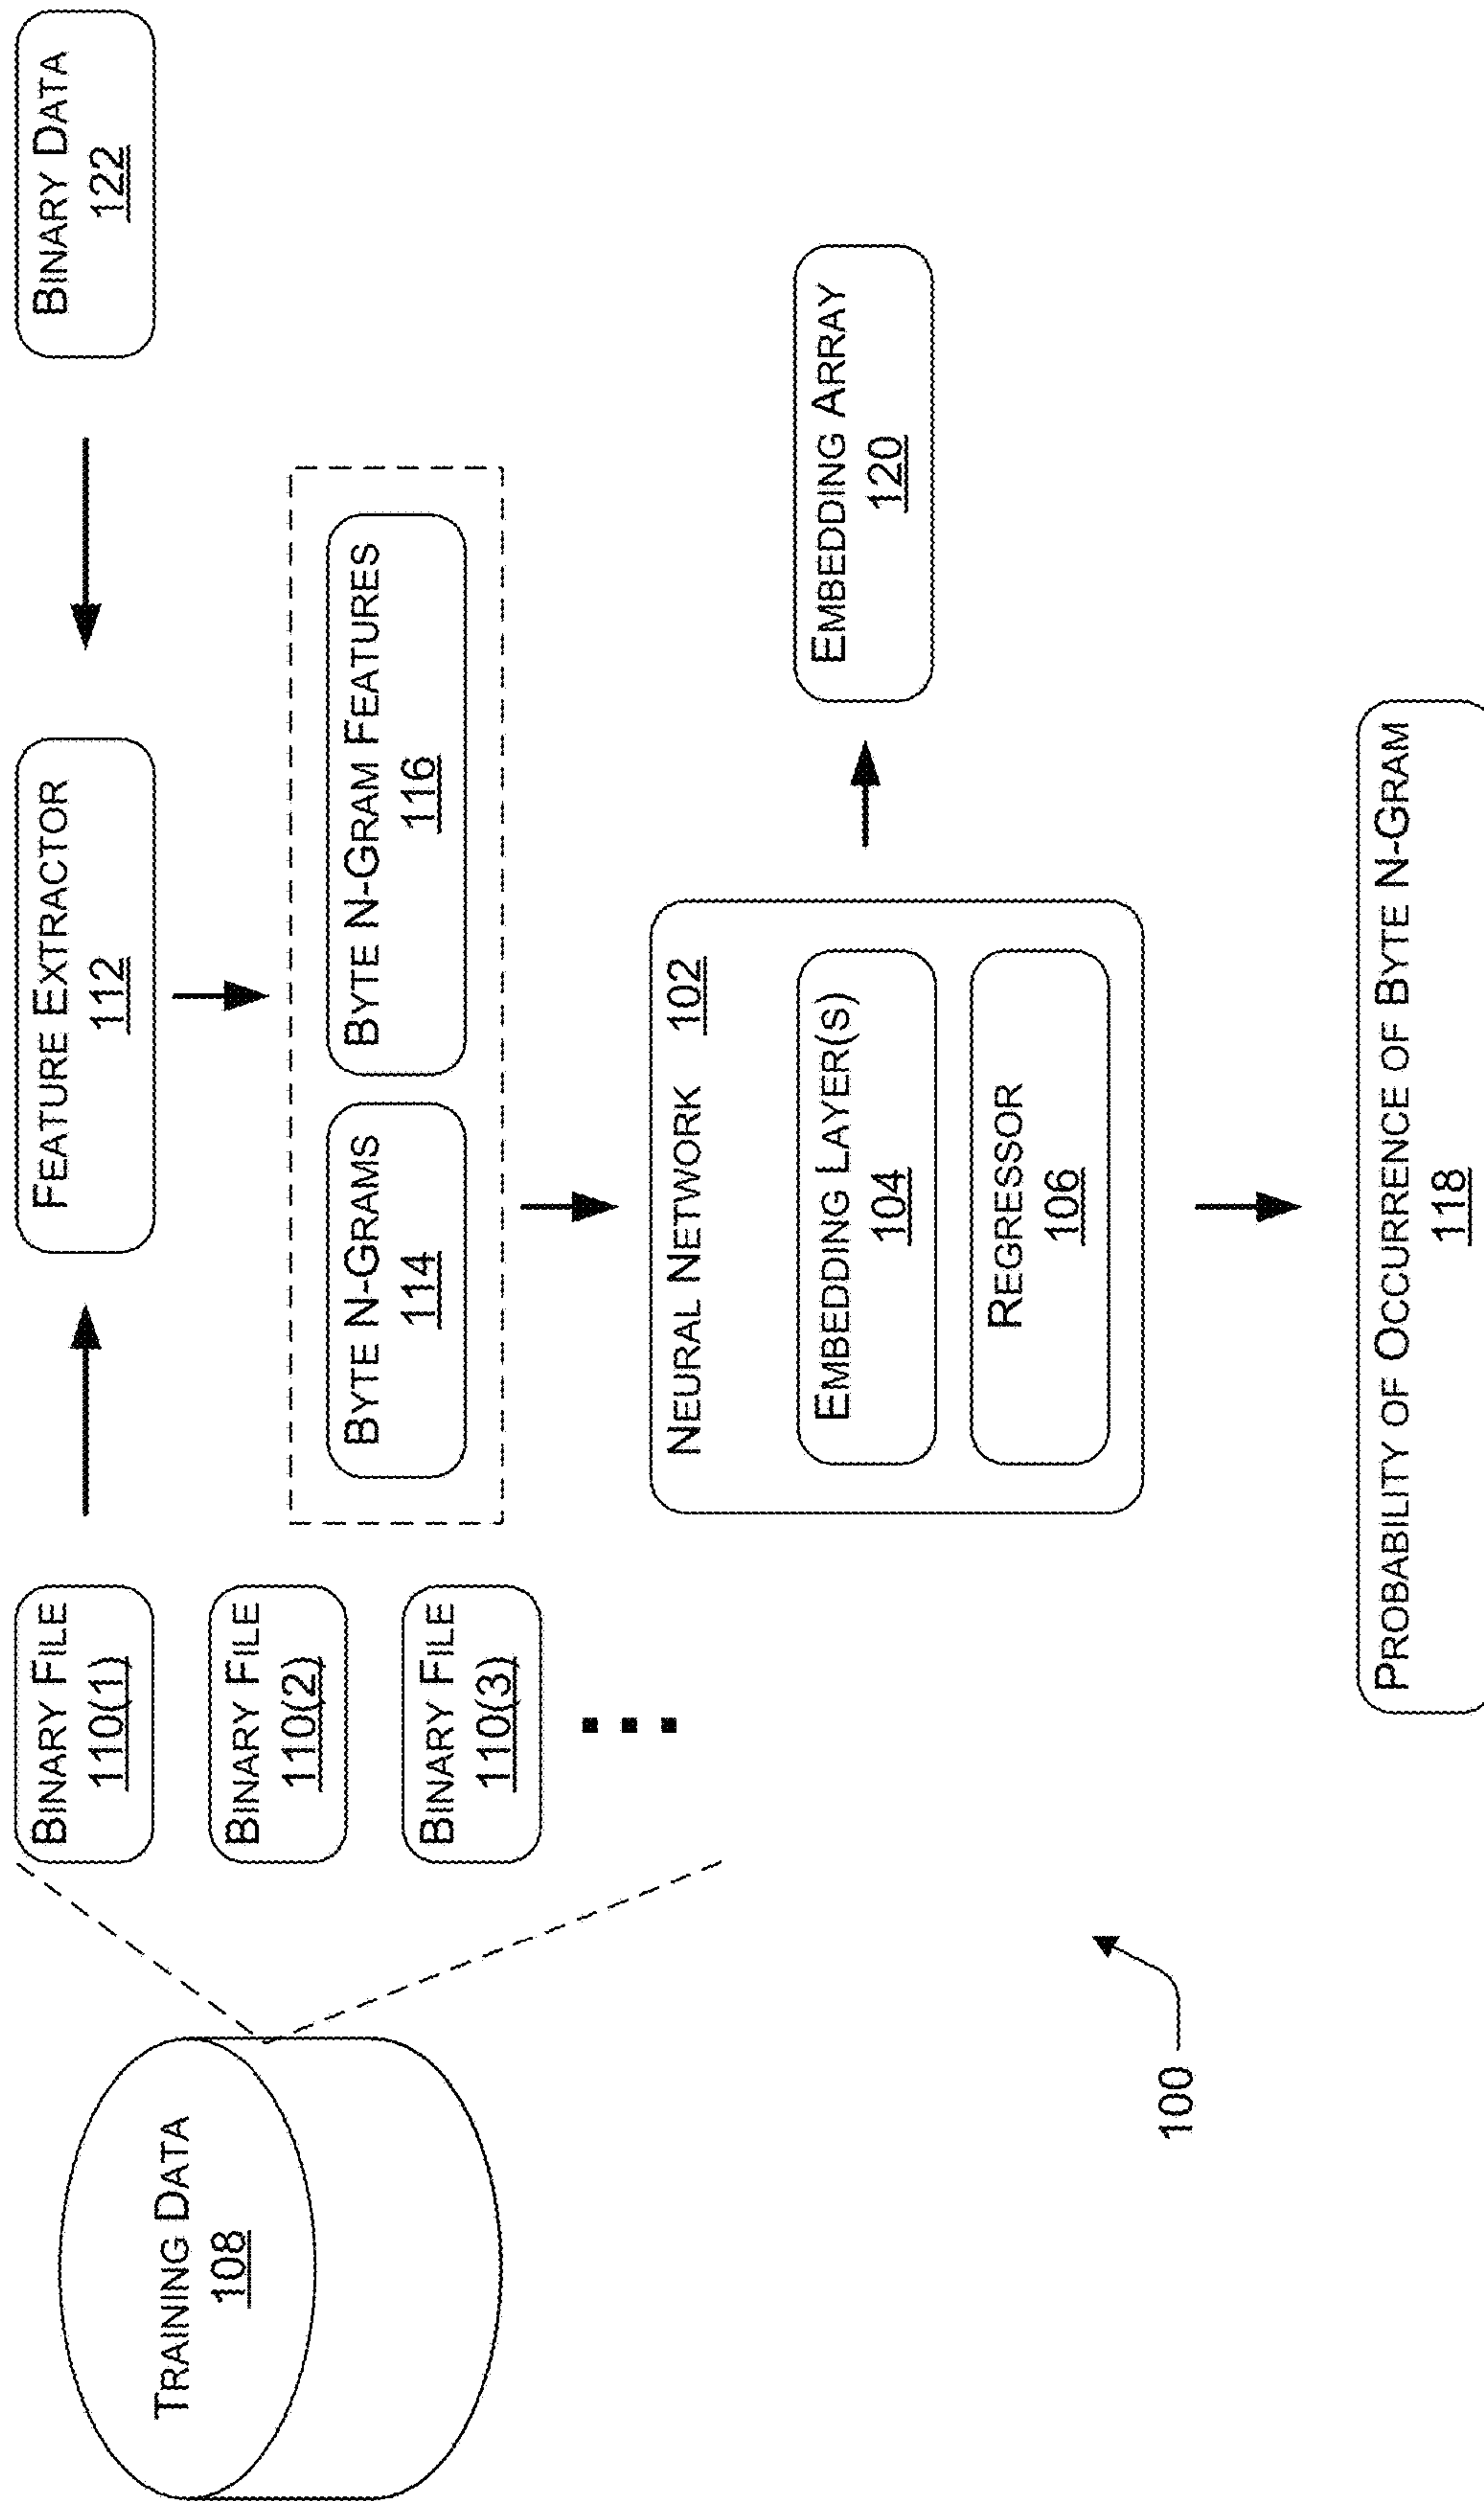 TRAINING DATA
108
BINARY FILE
110(1)
BINARY FILE
110(2)
BINARY FILE
110(3)
FEATURE EXTRACTOR
112
BINARY DATA
122
BYTE N-GRAMS
114
BYTE N-GRAM FEATURES
116
NEURAL NETWORK 102
EMBEDDING LAYER(S)
104
REGRESSOR
106
EMBEDDING ARRAY
120
PROBABILITY OF OCCURRENCE OF BYTE N-GRAM
118
100